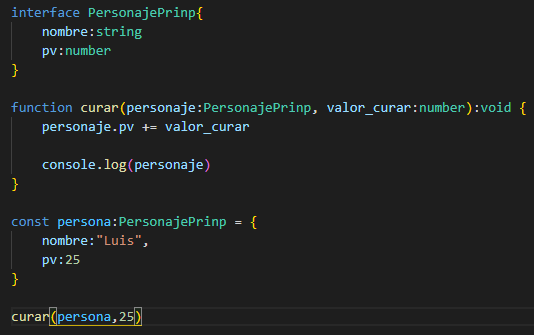 interface PersonajePrinp{
    nombre:string
    pv:number
}

function curar(personaje:PersonajePrinp, valor_curar:number):void {
    personaje.pv += valor_curar

    console.log(personaje)
}

const persona:PersonajePrinp = {
    nombre:"Luis",
    pv:25
}

curar(persona,25)